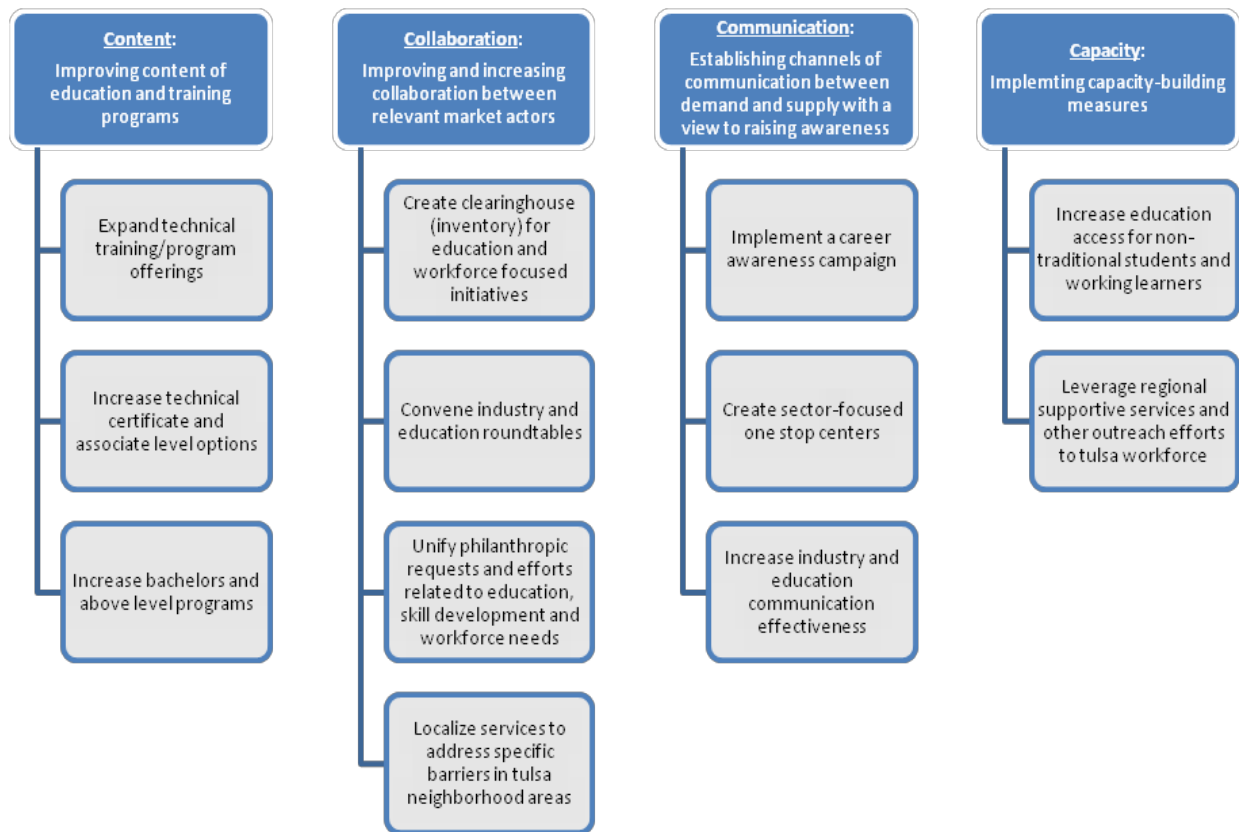 Content:
Improving content of
education and training
programs
Expand technical
training/program
offerings
Increase technical
certificate and
associate level options
Increase bachelors and
above level programs
Collaboration:
Improving and increasing
collaboration between
relevant market actors
Create clearinghouse
(inventory) for
education and
workforce focused
initiatives
Convene industry and
education roundtables
Unify philanthropic
requests and efforts
related to education,
skill development and
workforce needs
Localize services to
address specific
barriers in tulsa
neighborhood areas
Communication:
Establishing channels of
communication between
demand and supply with a
view to raising awareness
Implement a career
awareness campaign
Create sector-focused
one stop centers
Increase industry and
education
communication
effectiveness
Capacity:
Implemting capacity-building
measures
Increase education
access for non-
traditional students and
working learners
Leverage regional
supportive services and
other outreach efforts
to tulsa workforce